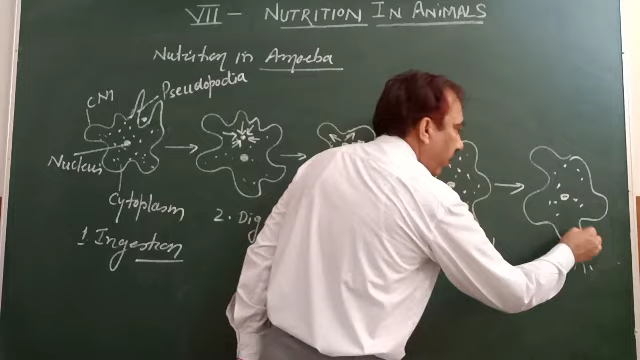 VII - NUTRITION IN ANIMALS
Nutrition in Amoeba
Pseudopodia
CM
Nucleus
Cytoplasm
1. Ingestion
2. Dig